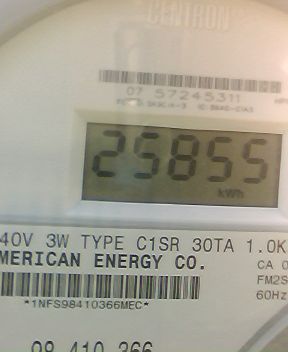 CENTRON
07 57245311
25855
kWh
40V 3W TYPE C1SR 30TA 1.0K
MERICAN ENERGY CO.
CA 0
FM2S
60Hz
*1NFS98410366MEC*
98 410 366